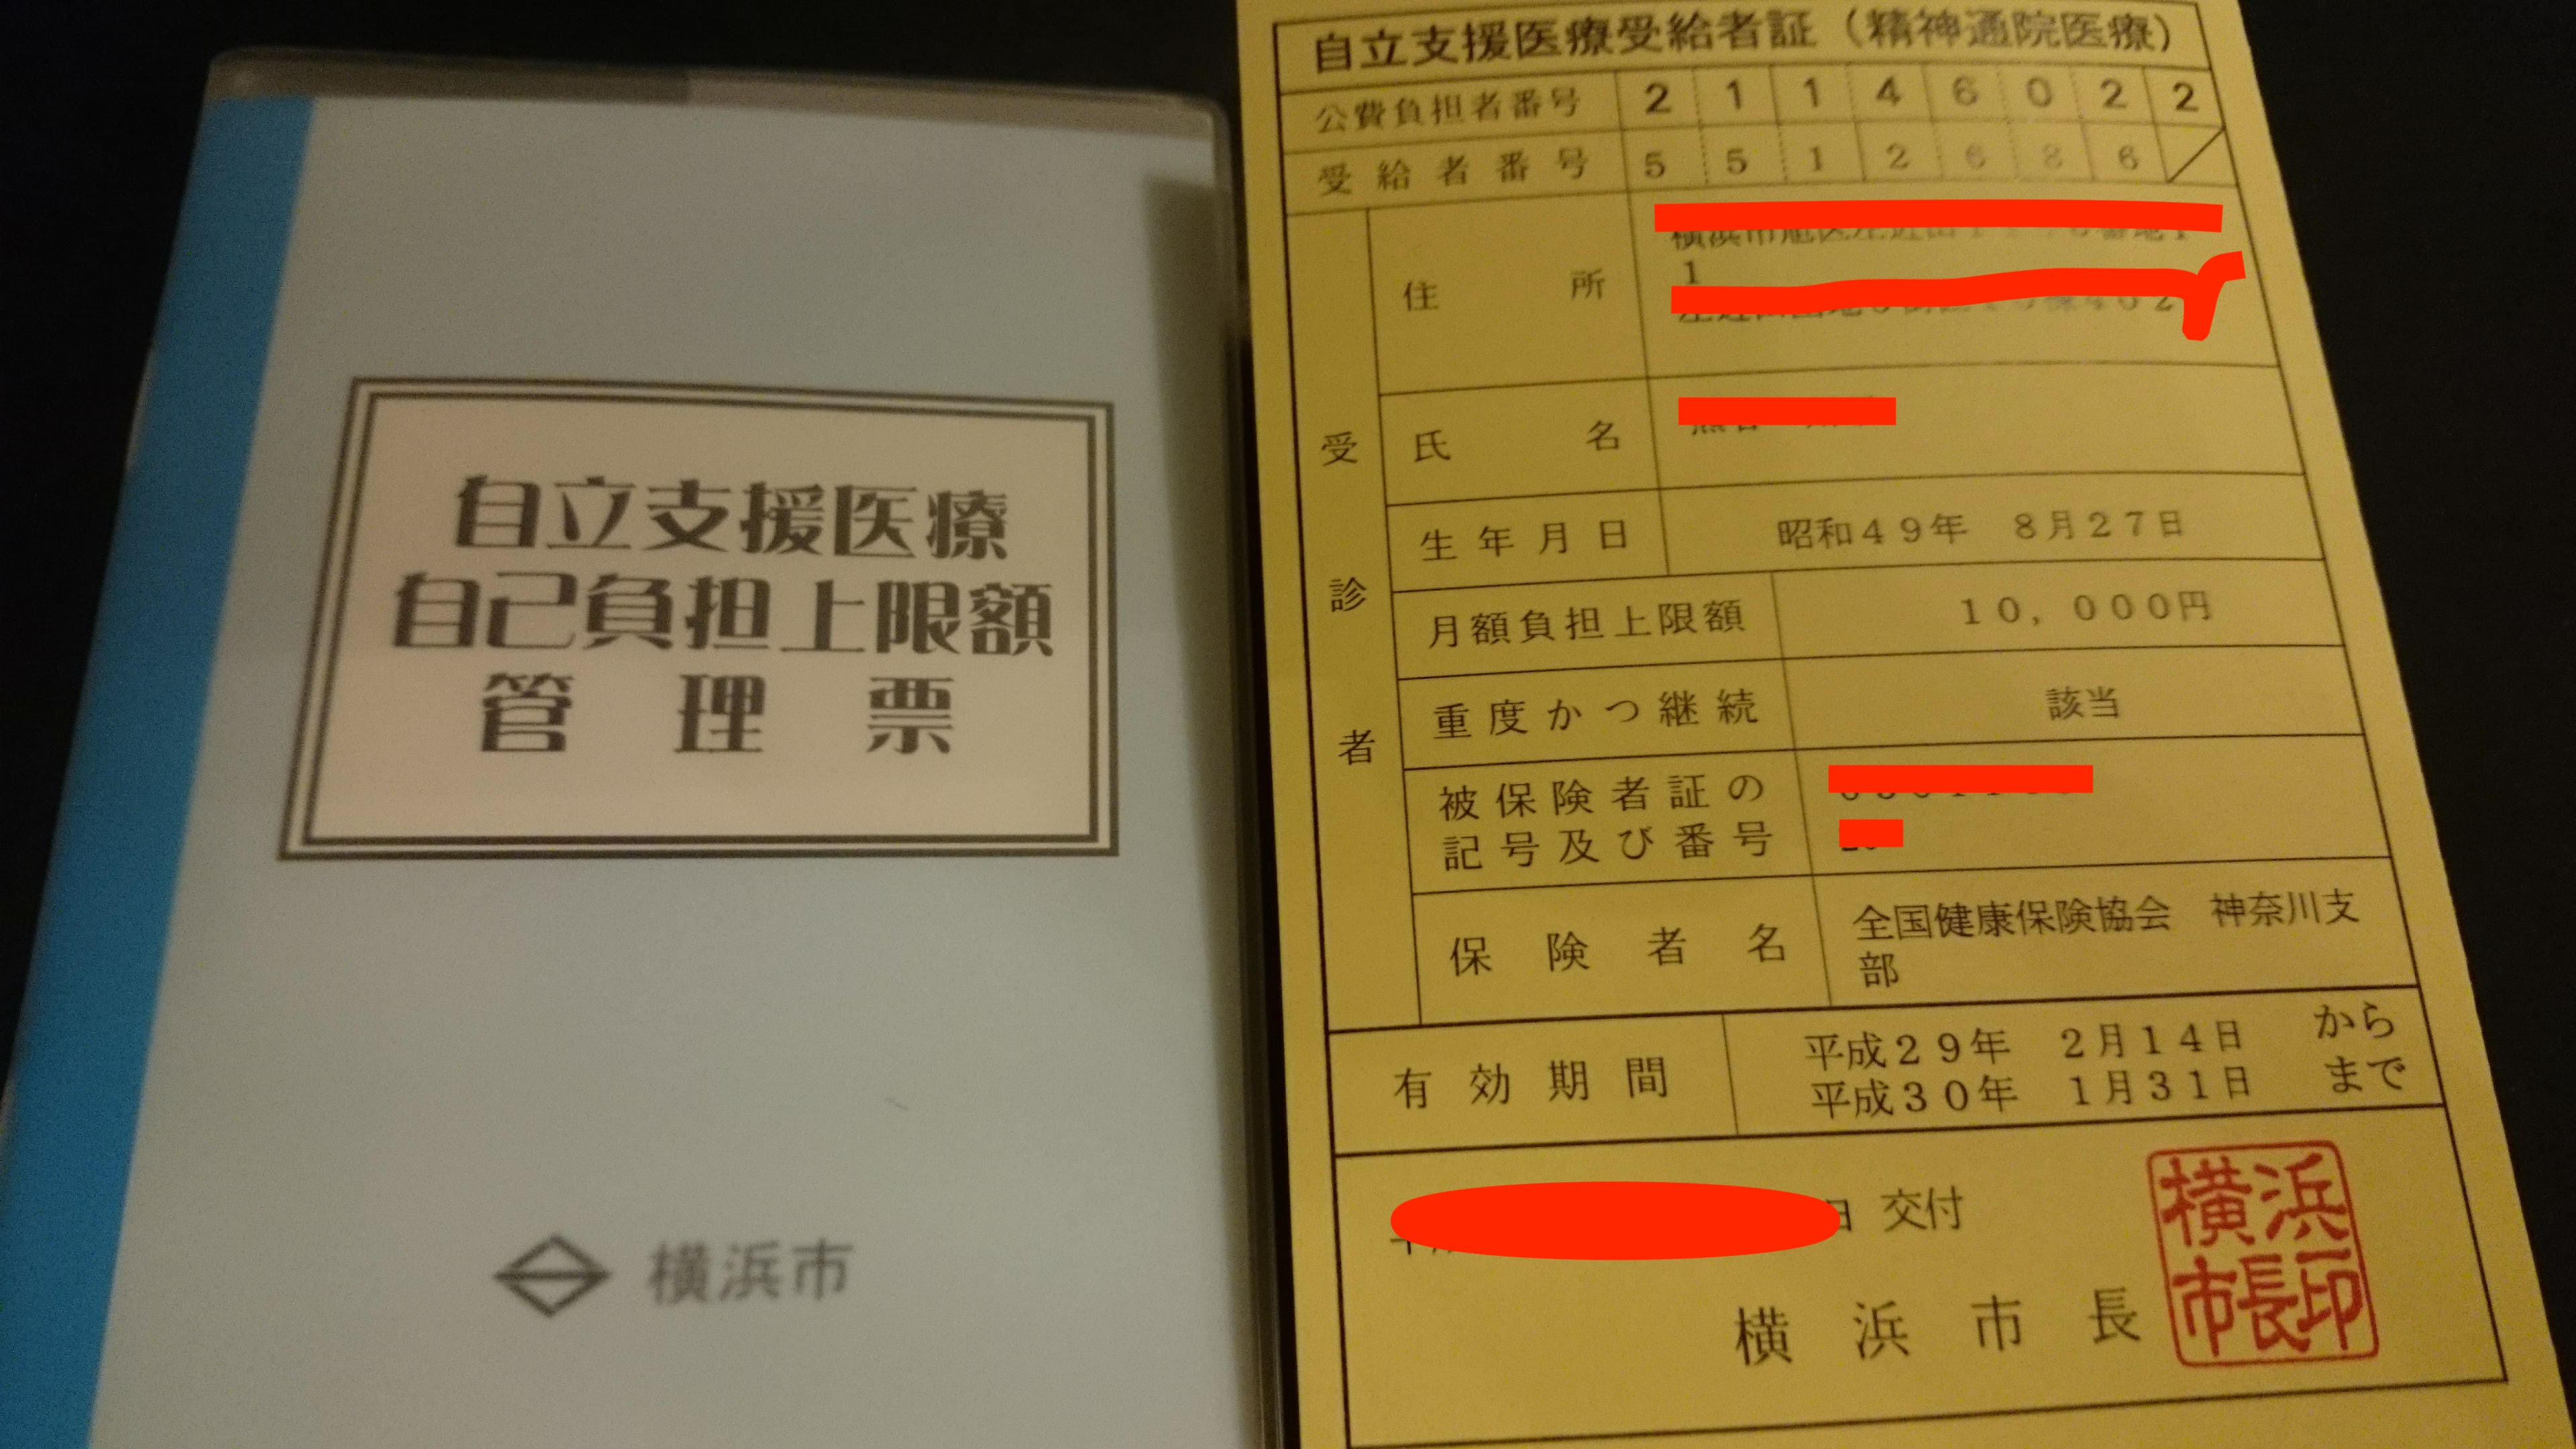 自立支援医療
自己負担上限額
管理票
横浜市
自立支援医療受給者証（精神通院医療）
公費負担者番号 2 1 1 4 6 0 2 2
受給者番号 5 5 1 2 6 8 6
受診者
住所
1
氏名
生年月日 昭和49年 8月27日
月額負担上限額 10,000円
重度かつ継続 該当
被保険者証の
記号及び番号
保険者名 全国健康保険協会 神奈川支
部
有効期間 平成29年 2月14日 から
平成30年 1月31日 まで
日 交付
横浜市長
横浜
市長印